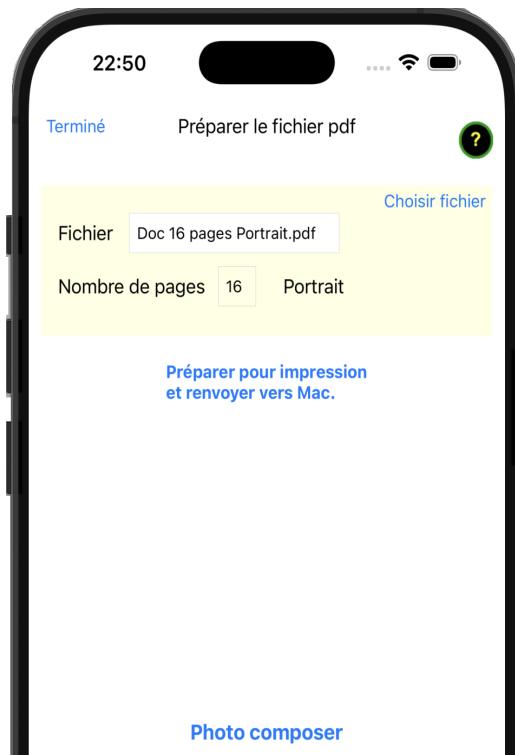 22:50
Terminé
Préparer le fichier pdf
?
Choisir fichier
Fichier
Doc 16 pages Portrait.pdf
Nombre de pages
16
Portrait
Préparer pour impression
et renvoyer vers Mac.
Photo composer